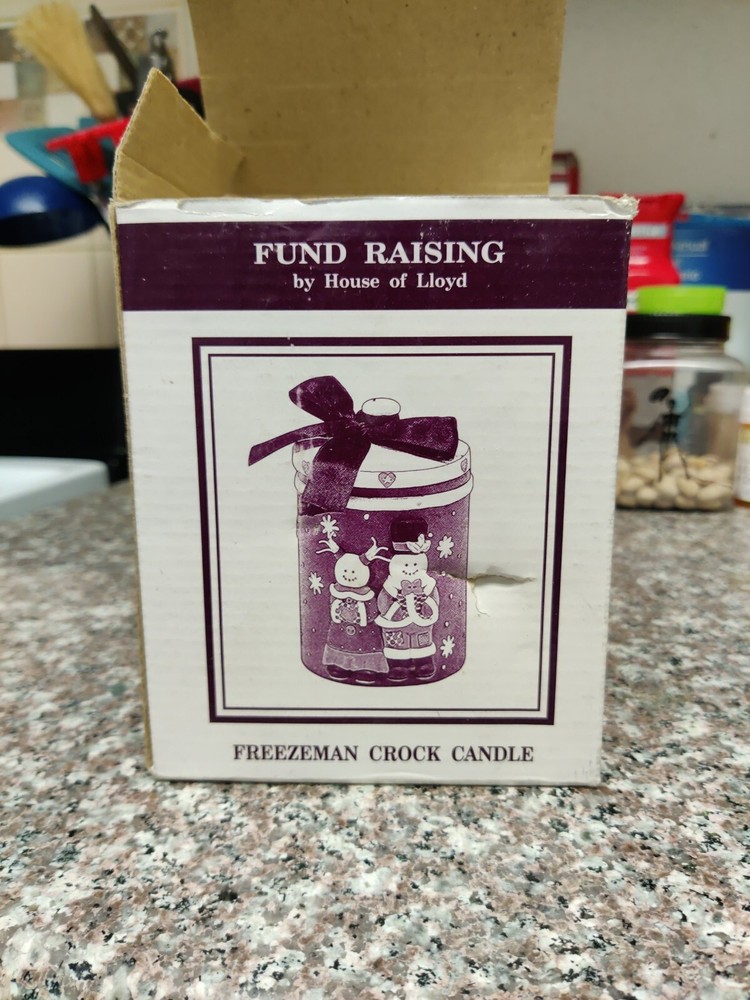 FUND RAISING
by House of Lloyd
FREEZEMAN CROCK CANDLE